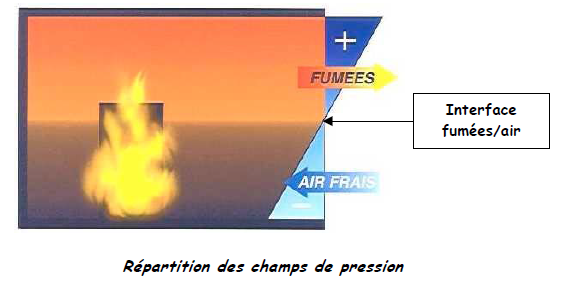 +
FUMEES
Interface
fumées/air
AIR FRAIS
-
Répartition des champs de pression